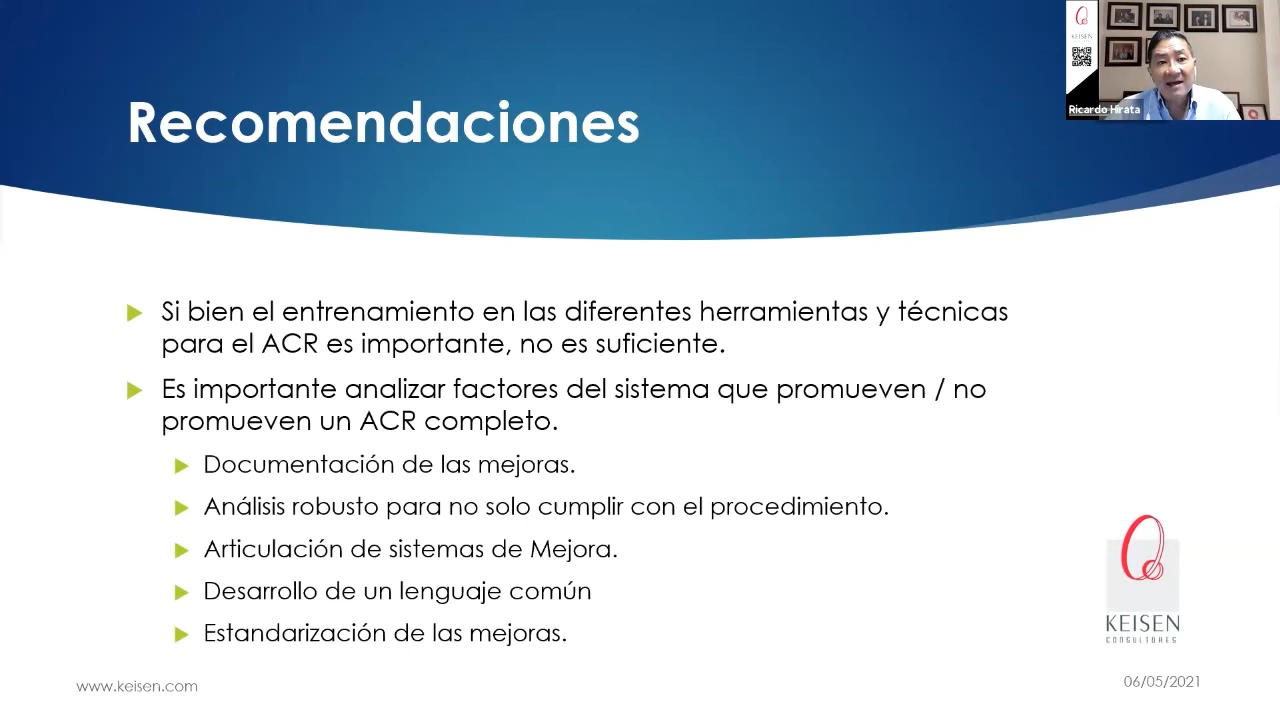 KEISEN
Ricardo Hirata
Recomendaciones
Si bien el entrenamiento en las diferentes herramientas y técnicas
para el ACR es importante, no es suficiente.
Es importante analizar factores del sistema que promueven / no
promueven un ACR completo.
Documentación de las mejoras.
Análisis robusto para no solo cumplir con el procedimiento.
Articulación de sistemas de Mejora.
Desarrollo de un lenguaje común
Estandarización de las mejoras.
KEISEN
CONSULTORES
www.keisen.com
06/05/2021